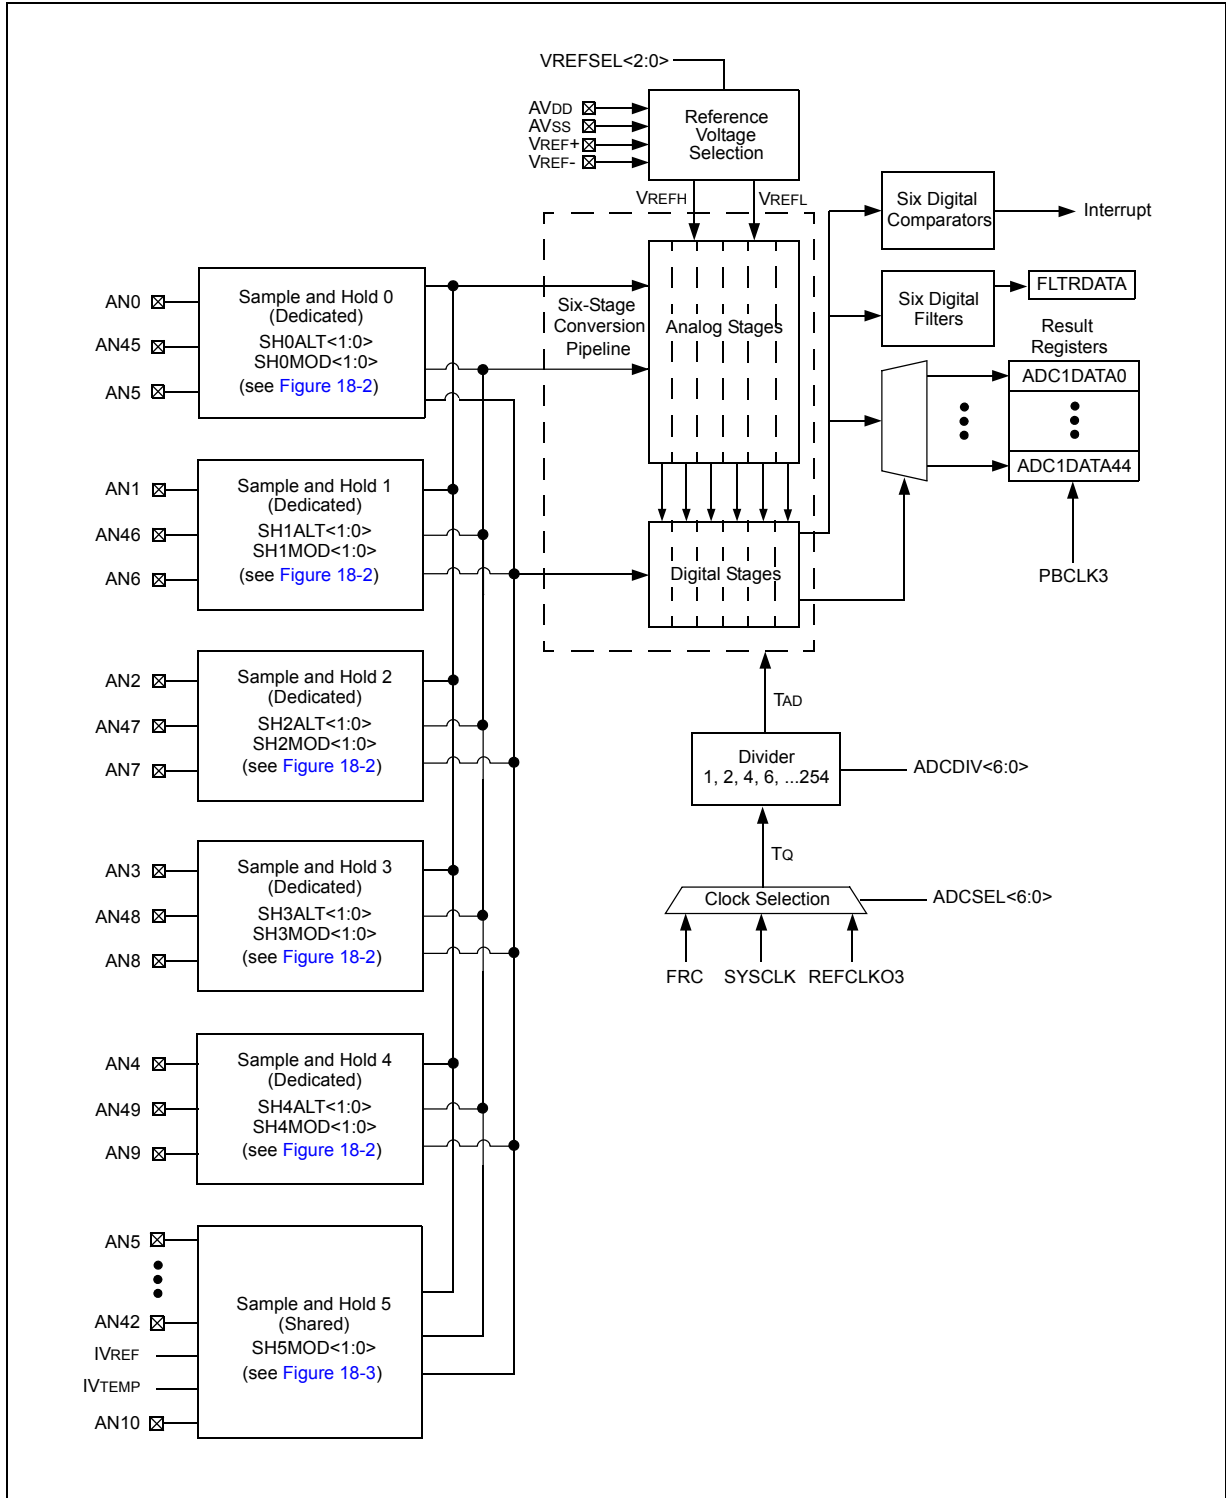 VREFSEL<2:0>
AVDD
AVSS
VREF+
VREF-
Reference
Voltage
Selection
VREFH
VREFL
Six Digital
Comparators
Interrupt
Six Digital
Filters
FLTRDATA
Result
Registers
ADC1DATA0
ADC1DATA44
PBCLK3
Six-Stage
Conversion
Pipeline
Analog Stages
Digital Stages
TAD
Divider
1, 2, 4, 6, ...254
ADCDIV<6:0>
TQ
Clock Selection
ADCSEL<6:0>
FRC
SYSCLK
REFCLKO3
AN0
AN45
AN5
Sample and Hold 0
(Dedicated)
SH0ALT<1:0>
SH0MOD<1:0>
(see Figure 18-2)
AN1
AN46
AN6
Sample and Hold 1
(Dedicated)
SH1ALT<1:0>
SH1MOD<1:0>
(see Figure 18-2)
AN2
AN47
AN7
Sample and Hold 2
(Dedicated)
SH2ALT<1:0>
SH2MOD<1:0>
(see Figure 18-2)
AN3
AN48
AN8
Sample and Hold 3
(Dedicated)
SH3ALT<1:0>
SH3MOD<1:0>
(see Figure 18-2)
AN4
AN49
AN9
Sample and Hold 4
(Dedicated)
SH4ALT<1:0>
SH4MOD<1:0>
(see Figure 18-2)
AN5
AN42
IVREF
IVTEMP
AN10
Sample and Hold 5
(Shared)
SH5MOD<1:0>
(see Figure 18-3)